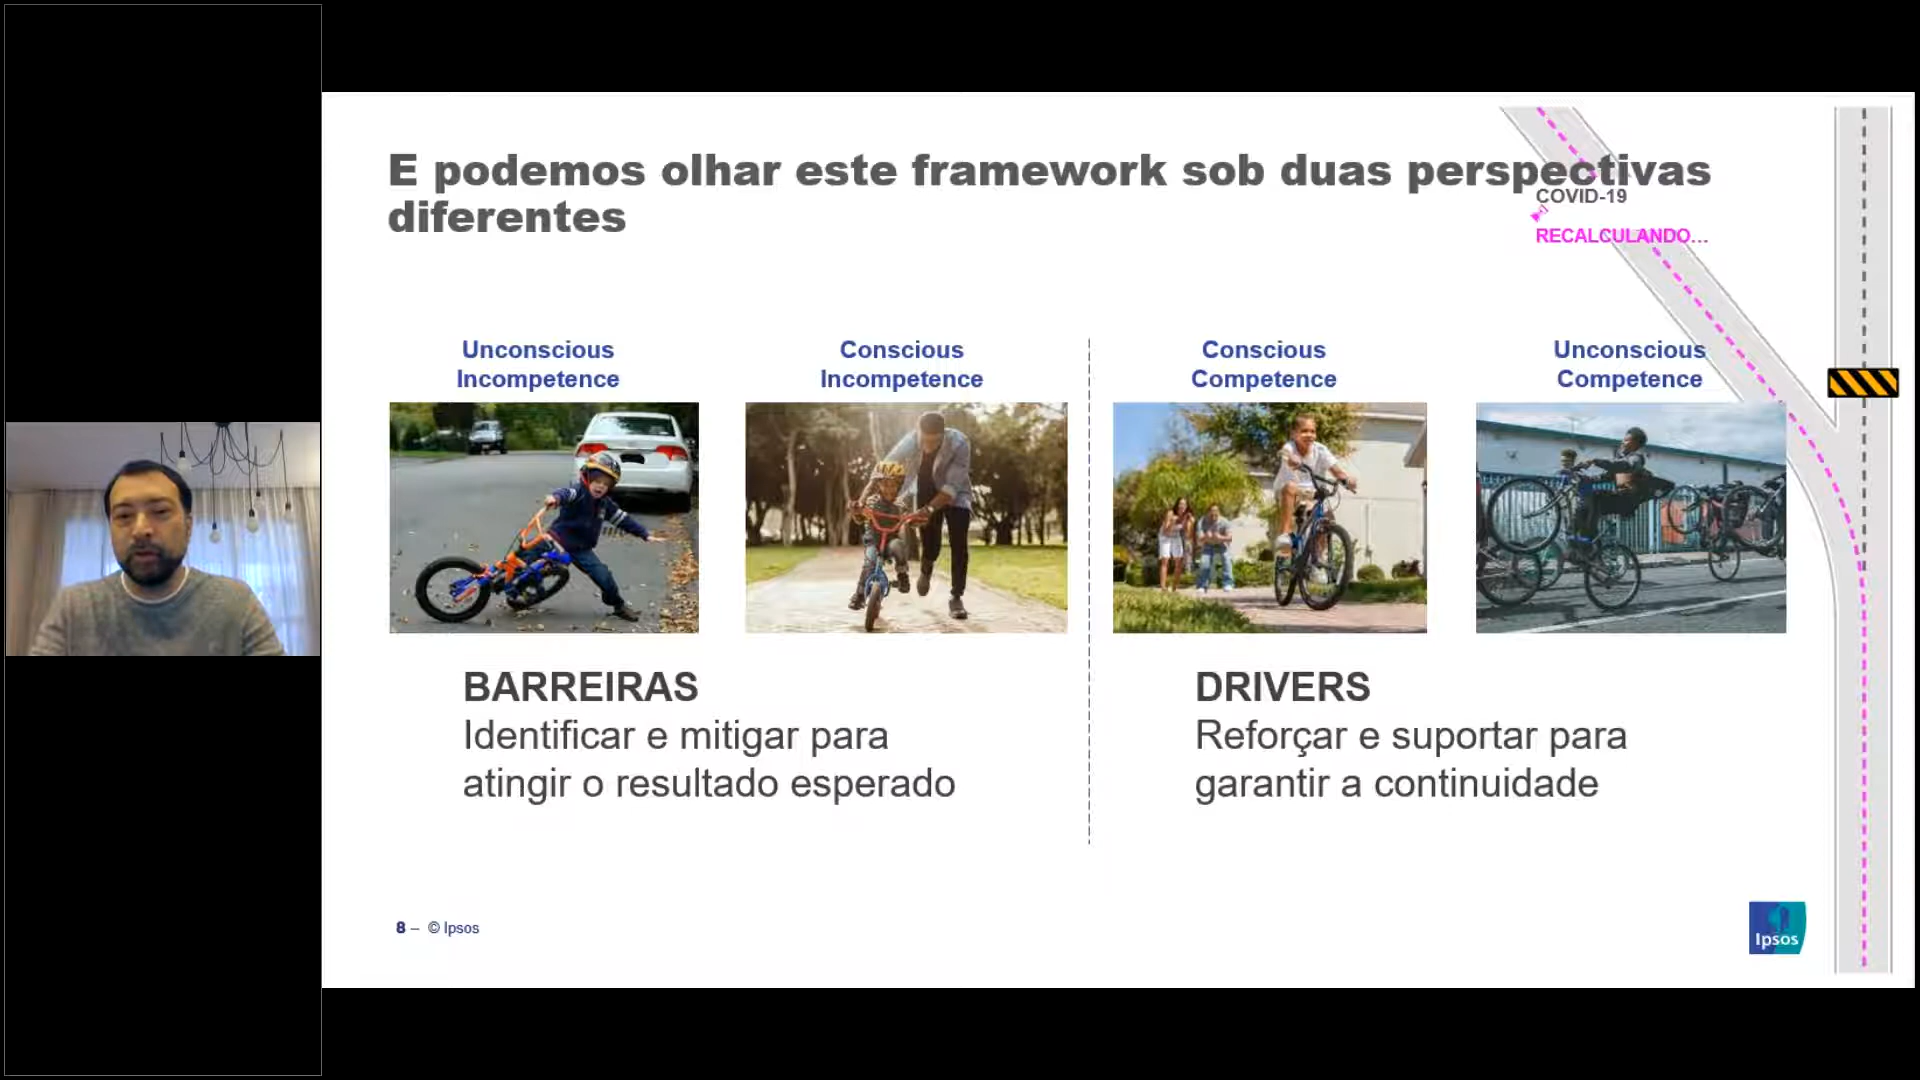 E podemos olhar este framework sob duas perspectivas
diferentes
COVID-19
RECALCULANDO...
Unconscious
Incompetence
Conscious
Incompetence
Conscious
Competence
Unconscious
Competence
BARREIRAS
Identificar e mitigar para
atingir o resultado esperado
DRIVERS
Reforçar e suportar para
garantir a continuidade
8 – © Ipsos
Ipsos